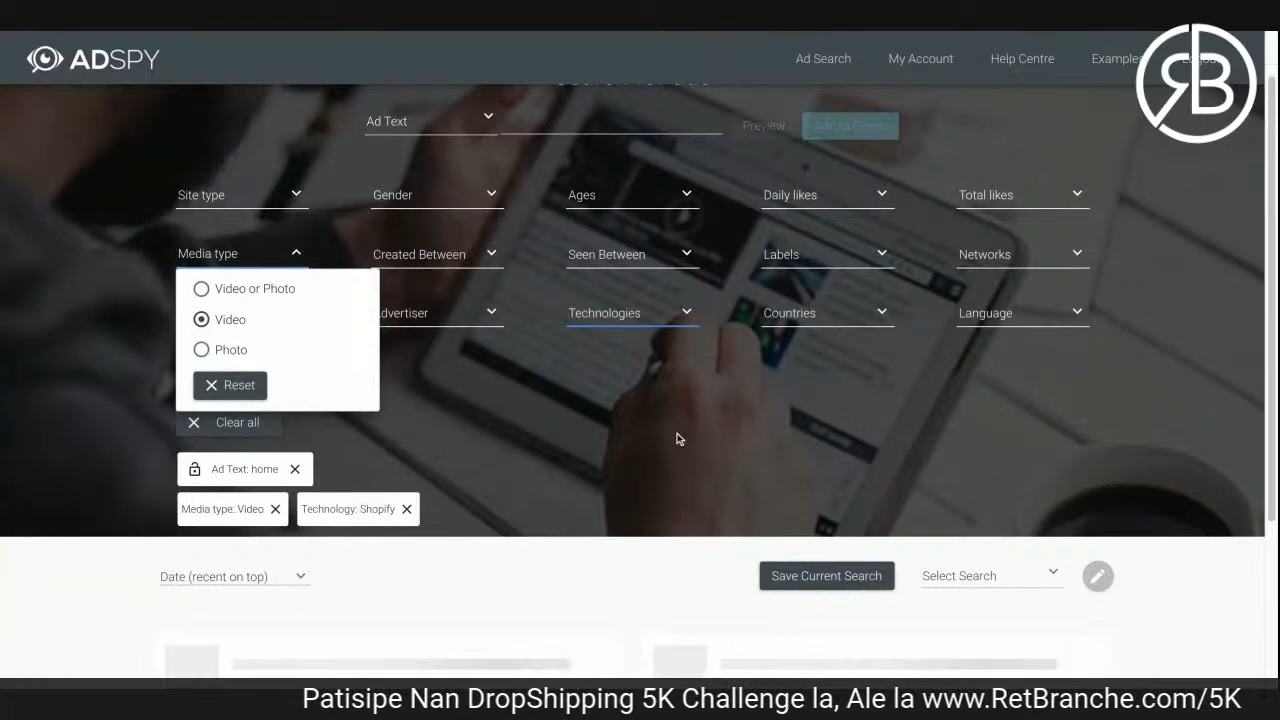 ADSPY
Ad Search
My Account
Help Centre
Examples
RB
Ad Text
Preview
Site type
Gender
Ages
Daily likes
Total likes
Media type
Created Between
Seen Between
Labels
Networks
Video or Photo
Video
Photo
Reset
Advertiser
Technologies
Countries
Language
Clear all
Ad Text: home
Media type: Video
Technology: Shopify
Date (recent on top)
Save Current Search
Select Search
Patisipe Nan DropShipping 5K Challenge la, Ale la www.RetBranche.com/5K